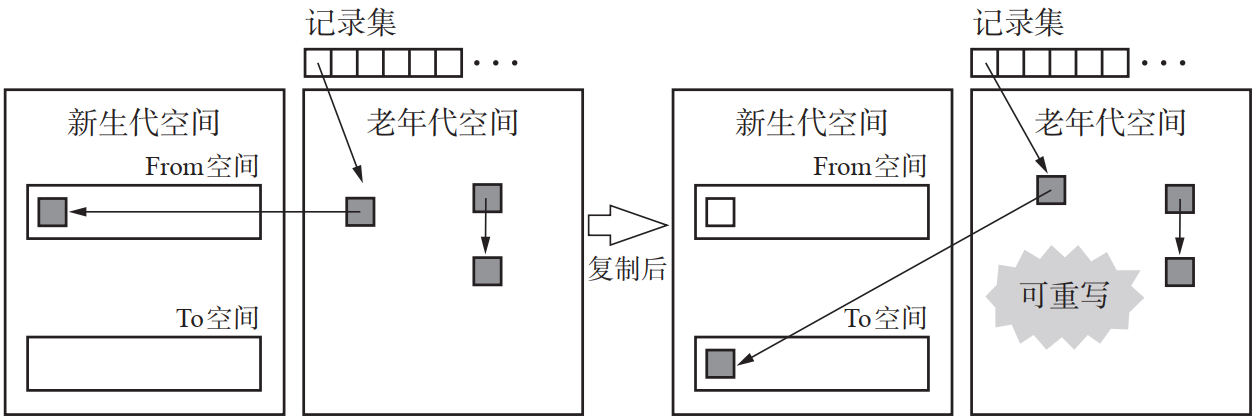 记录集
...
新生代空间
老年代空间
From空间
To空间
复制后
记录集
...
新生代空间
老年代空间
From空间
可重写
To空间